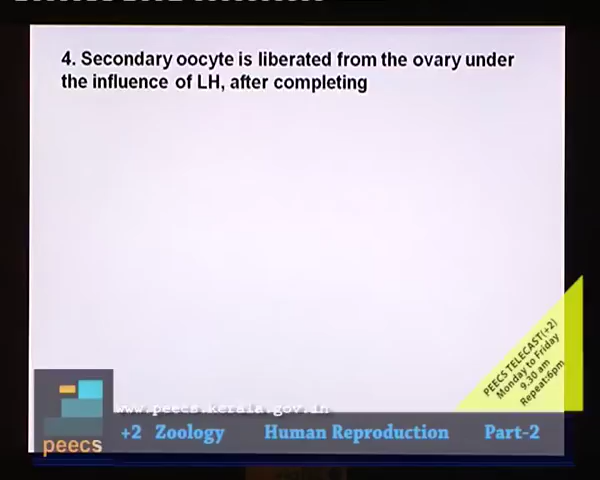 4. Secondary oocyte is liberated from the ovary under
the influence of LH, after completing
PEECS TELECAST(+2)
Monday to Friday
9.30 am
Repeat:6pm
www.peecs.kerala.gov.in
peecs
+2 Zoology Human Reproduction Part-2